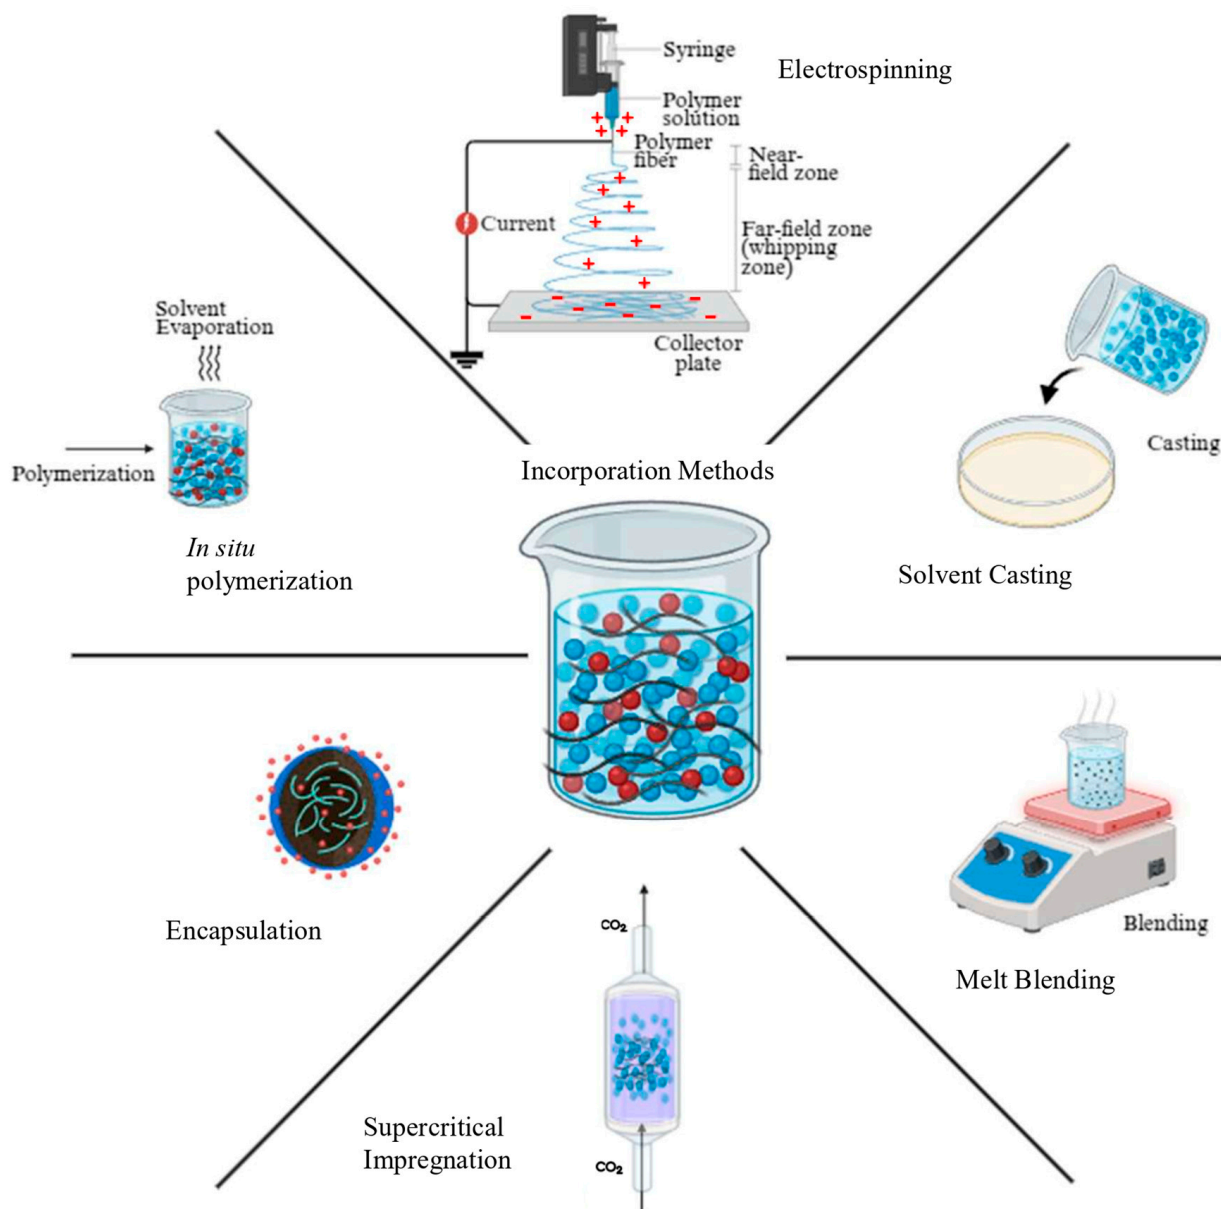 Syringe
Electrospinning
Polymer
solution
Polymer
fiber
Near-
field zone
Current
Far-field zone
(whipping
zone)
Collector
plate
Solvent
Evaporation
Polymerization
In situ
polymerization
Incorporation Methods
Casting
Solvent Casting
Encapsulation
Blending
Melt Blending
CO₂
Supercritical
Impregnation
CO₂